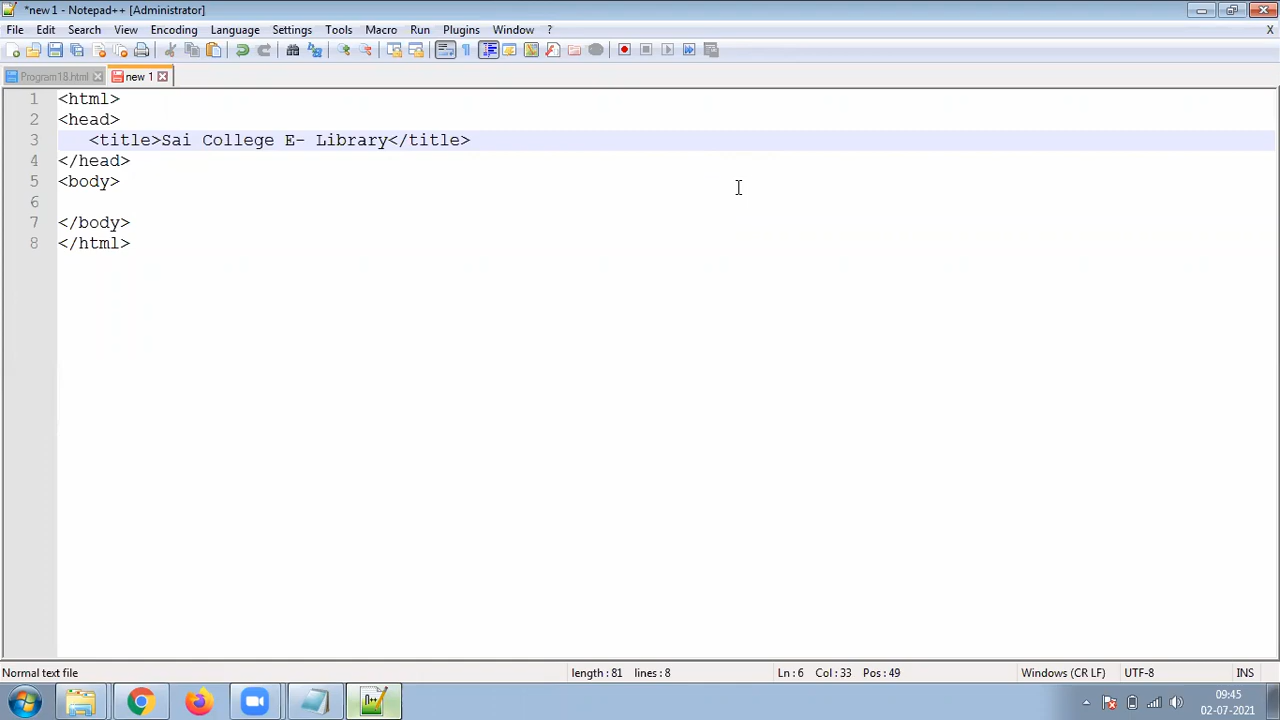 *new 1 - Notepad++ [Administrator]
File Edit Search View Encoding Language Settings Tools Macro Run Plugins Window ? X
Program18.html new 1
1 <html>
2 <head>
3 <title>Sai College E- Library</title>
4 </head>
5 <body>
6
7 </body>
8 </html>
Normal text file length : 81 lines : 8 Ln : 6 Col : 33 Pos : 49 Windows (CR LF) UTF-8 INS
09:45
02-07-2021